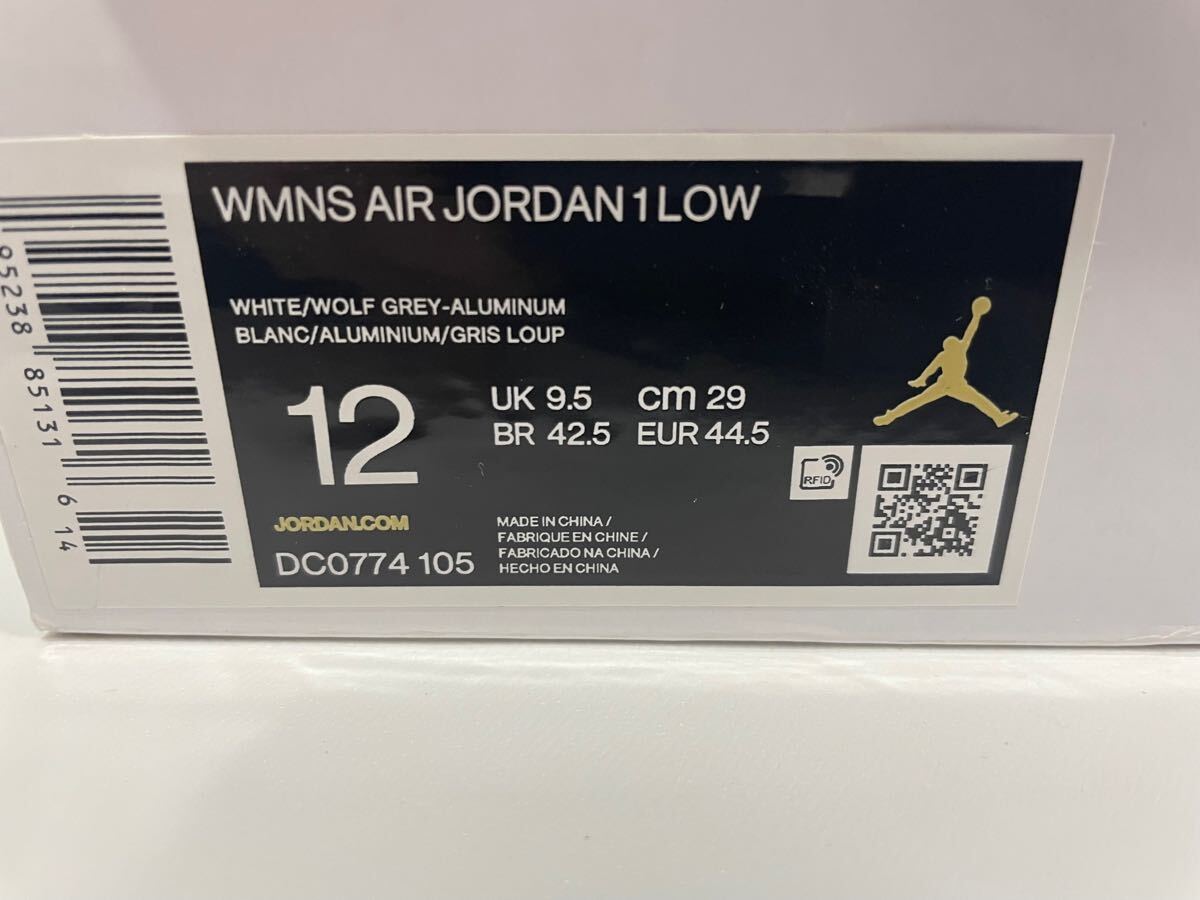 WMNS AIR JORDAN 1 LOW
WHITE/WOLF GREY-ALUMINUM
BLANC/ALUMINIUM/GRIS LOUP
12
UK 9.5 cm 29
BR 42.5 EUR 44.5
RFID
JORDAN.COM
DC0774 105
MADE IN CHINA /
FABRIQUE EN CHINE /
FABRICADO NA CHINA /
HECHO EN CHINA
95238 85131 6 14